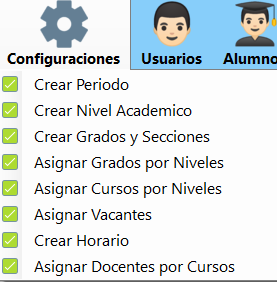 Configuraciones Usuarios Alumno
Crear Periodo
Crear Nivel Academico
Crear Grados y Secciones
Asignar Grados por Niveles
Asignar Cursos por Niveles
Asignar Vacantes
Crear Horario
Asignar Docentes por Cursos